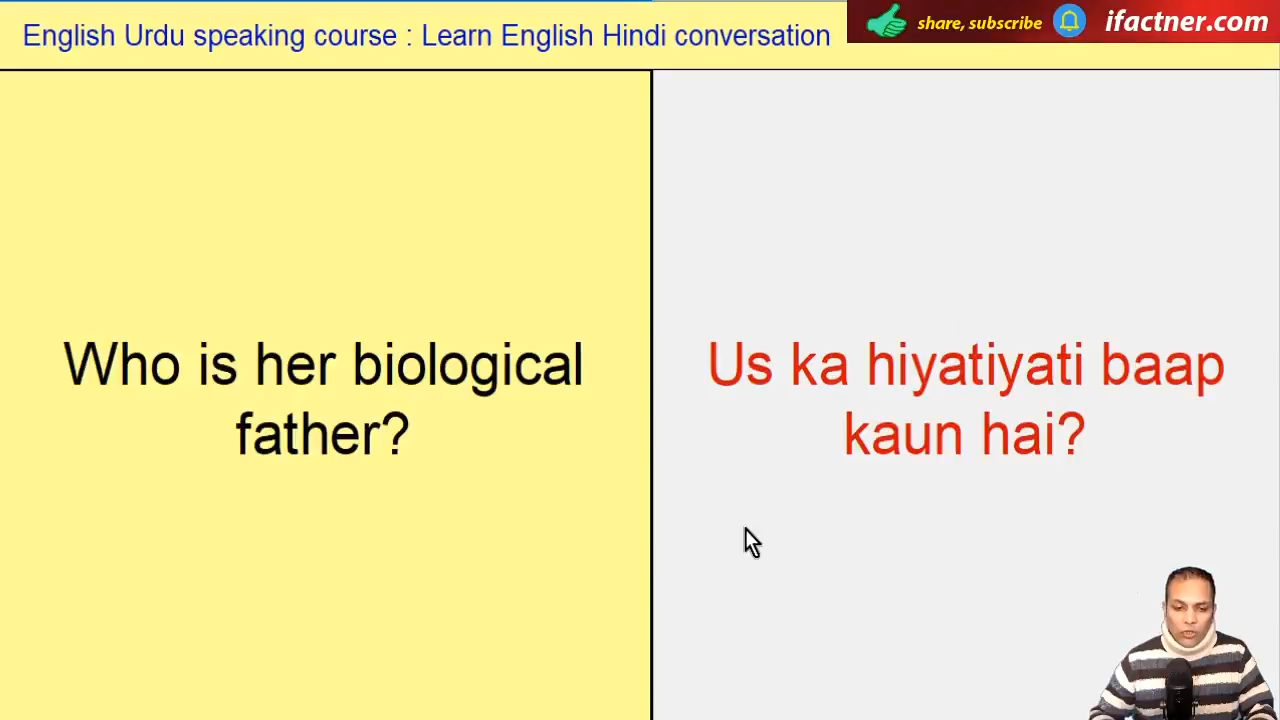 English Urdu speaking course : Learn English Hindi conversation
share, subscribe
ifactner.com
Who is her biological
father?
Us ka hiyatiyati baap
kaun hai?